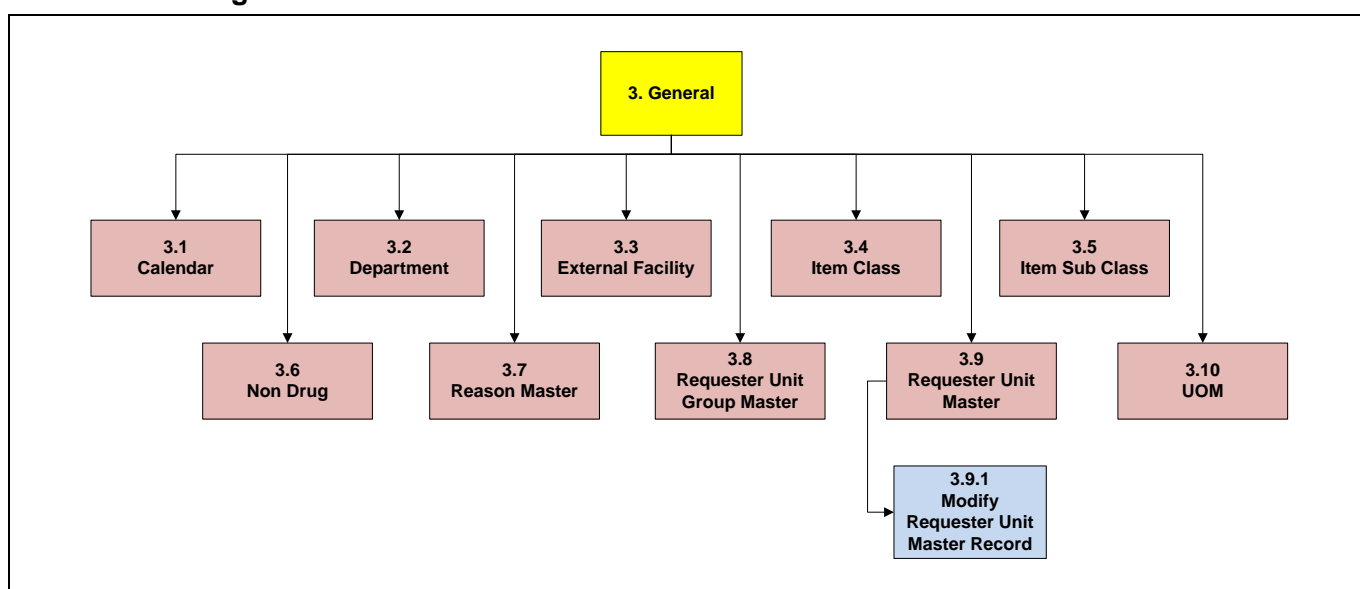 3. General
3.1
Calendar
3.2
Department
3.3
External Facility
3.4
Item Class
3.5
Item Sub Class
3.6
Non Drug
3.7
Reason Master
3.8
Requester Unit
Group Master
3.9
Requester Unit
Master
3.10
UOM
3.9.1
Modify
Requester Unit
Master Record